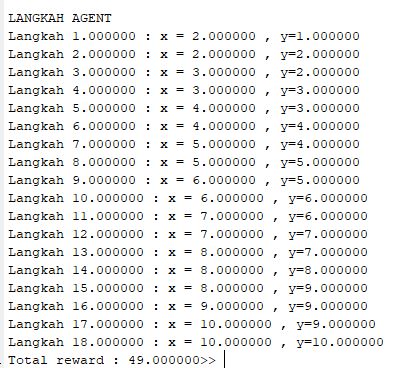 LANGKAH AGENT
Langkah 1.000000 : x = 2.000000 , y=1.000000
Langkah 2.000000 : x = 2.000000 , y=2.000000
Langkah 3.000000 : x = 3.000000 , y=2.000000
Langkah 4.000000 : x = 3.000000 , y=3.000000
Langkah 5.000000 : x = 4.000000 , y=3.000000
Langkah 6.000000 : x = 4.000000 , y=4.000000
Langkah 7.000000 : x = 5.000000 , y=4.000000
Langkah 8.000000 : x = 5.000000 , y=5.000000
Langkah 9.000000 : x = 6.000000 , y=5.000000
Langkah 10.000000 : x = 6.000000 , y=6.000000
Langkah 11.000000 : x = 7.000000 , y=6.000000
Langkah 12.000000 : x = 7.000000 , y=7.000000
Langkah 13.000000 : x = 8.000000 , y=7.000000
Langkah 14.000000 : x = 8.000000 , y=8.000000
Langkah 15.000000 : x = 8.000000 , y=9.000000
Langkah 16.000000 : x = 9.000000 , y=9.000000
Langkah 17.000000 : x = 10.000000 , y=9.000000
Langkah 18.000000 : x = 10.000000 , y=10.000000
Total reward : 49.000000>>